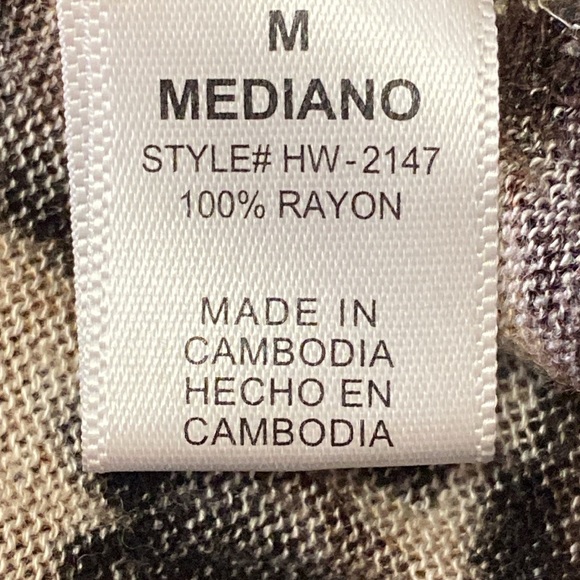 M
MEDIANO
STYLE# HW-2147
100% RAYON
MADE IN
CAMBODIA
HECHO EN
CAMBODIA